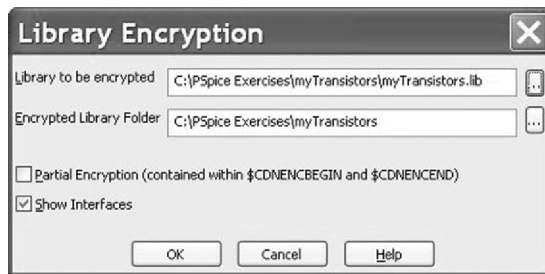 Library Encryption
Library to be encrypted C:\PSpice Exercises\myTransistors\myTransistors.lib ..
Encrypted Library Folder C:\PSpice Exercises\myTransistors ...
Partial Encryption (contained within $CDNENCBEGIN and $CDNENCEND)
Show Interfaces
OK Cancel Help